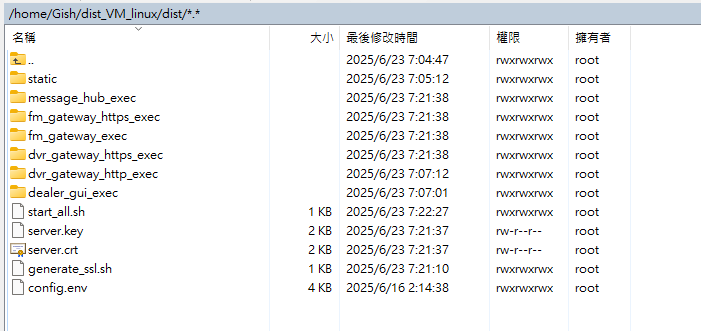 /home/Gish/dist_VM_linux/dist/*.*
名稱 大小 最後修改時間 權限 擁有者
.. 2025/6/23 7:04:47 rwxrwxrwx root
static 2025/6/23 7:05:12 rwxrwxrwx root
message_hub_exec 2025/6/23 7:21:38 rwxrwxrwx root
fm_gateway_https_exec 2025/6/23 7:21:38 rwxrwxrwx root
fm_gateway_exec 2025/6/23 7:21:38 rwxrwxrwx root
dvr_gateway_https_exec 2025/6/23 7:21:38 rwxrwxrwx root
dvr_gateway_http_exec 2025/6/23 7:07:12 rwxrwxrwx root
dealer_gui_exec 2025/6/23 7:07:01 rwxrwxrwx root
start_all.sh 1 KB 2025/6/23 7:22:27 rwxrwxrwx root
server.key 2 KB 2025/6/23 7:21:37 rw-r--r-- root
server.crt 2 KB 2025/6/23 7:21:37 rw-r--r-- root
generate_ssl.sh 1 KB 2025/6/23 7:21:10 rwxrwxrwx root
config.env 4 KB 2025/6/16 2:14:38 rwxrwxrwx root